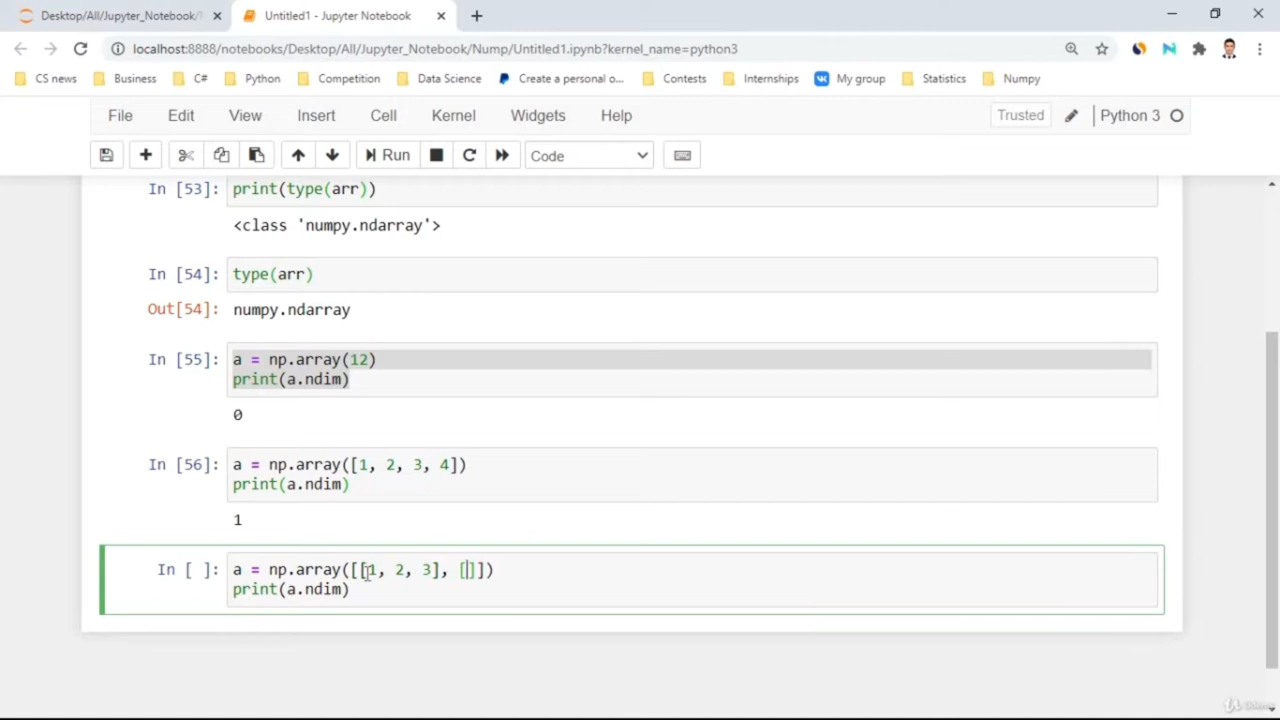 Desktop/All/Jupyter_Notebook/
Untitled1 - Jupyter Notebook
localhost:8888/notebooks/Desktop/All/Jupyter_Notebook/Nump/Untitled1.ipynb?kernel_name=python3
CS news Business C# Python Competition Data Science Create a personal o... Contests Internships My group Statistics Numpy
File Edit View Insert Cell Kernel Widgets Help Trusted Python 3
Run Code
In [53]: print(type(arr))
<class 'numpy.ndarray'>
In [54]: type(arr)
Out[54]: numpy.ndarray
In [55]: a = np.array(12)
print(a.ndim)
0
In [56]: a = np.array([1, 2, 3, 4])
print(a.ndim)
1
In [ ]: a = np.array([[1, 2, 3], []])
print(a.ndim)